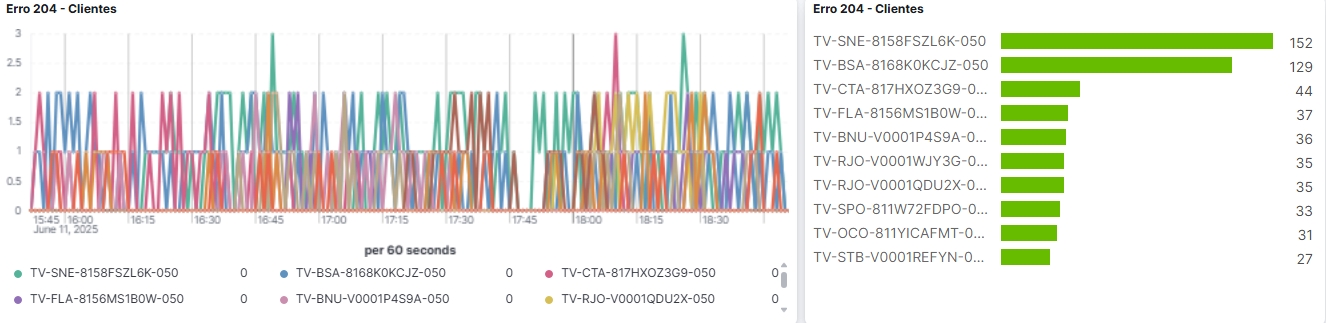 Erro 204 - Clientes
3
2.5
2
1.5
1
0.5
0
15:45 16:00 16:15 16:30 16:45 17:00 17:15 17:30 17:45 18:00 18:15 18:30
June 11, 2025
per 60 seconds
TV-SNE-8158FSZL6K-050 0 TV-BSA-8168K0KCJZ-050 0 TV-CTA-817HXOZ3G9-050 0
TV-FLA-8156MS1B0W-050 0 TV-BNU-V0001P4S9A-050 0 TV-RJO-V0001QDU2X-050 0
Erro 204 - Clientes
TV-SNE-8158FSZL6K-050 152
TV-BSA-8168K0KCJZ-050 129
TV-CTA-817HXOZ3G9-0... 44
TV-FLA-8156MS1B0W-0... 37
TV-BNU-V0001P4S9A-0... 36
TV-RJO-V0001WJY3G-0... 35
TV-RJO-V0001QDU2X-0... 35
TV-SPO-811W72FDPO-0... 33
TV-OCO-811YICAFMT-0... 31
TV-STB-V0001REFYN-0... 27